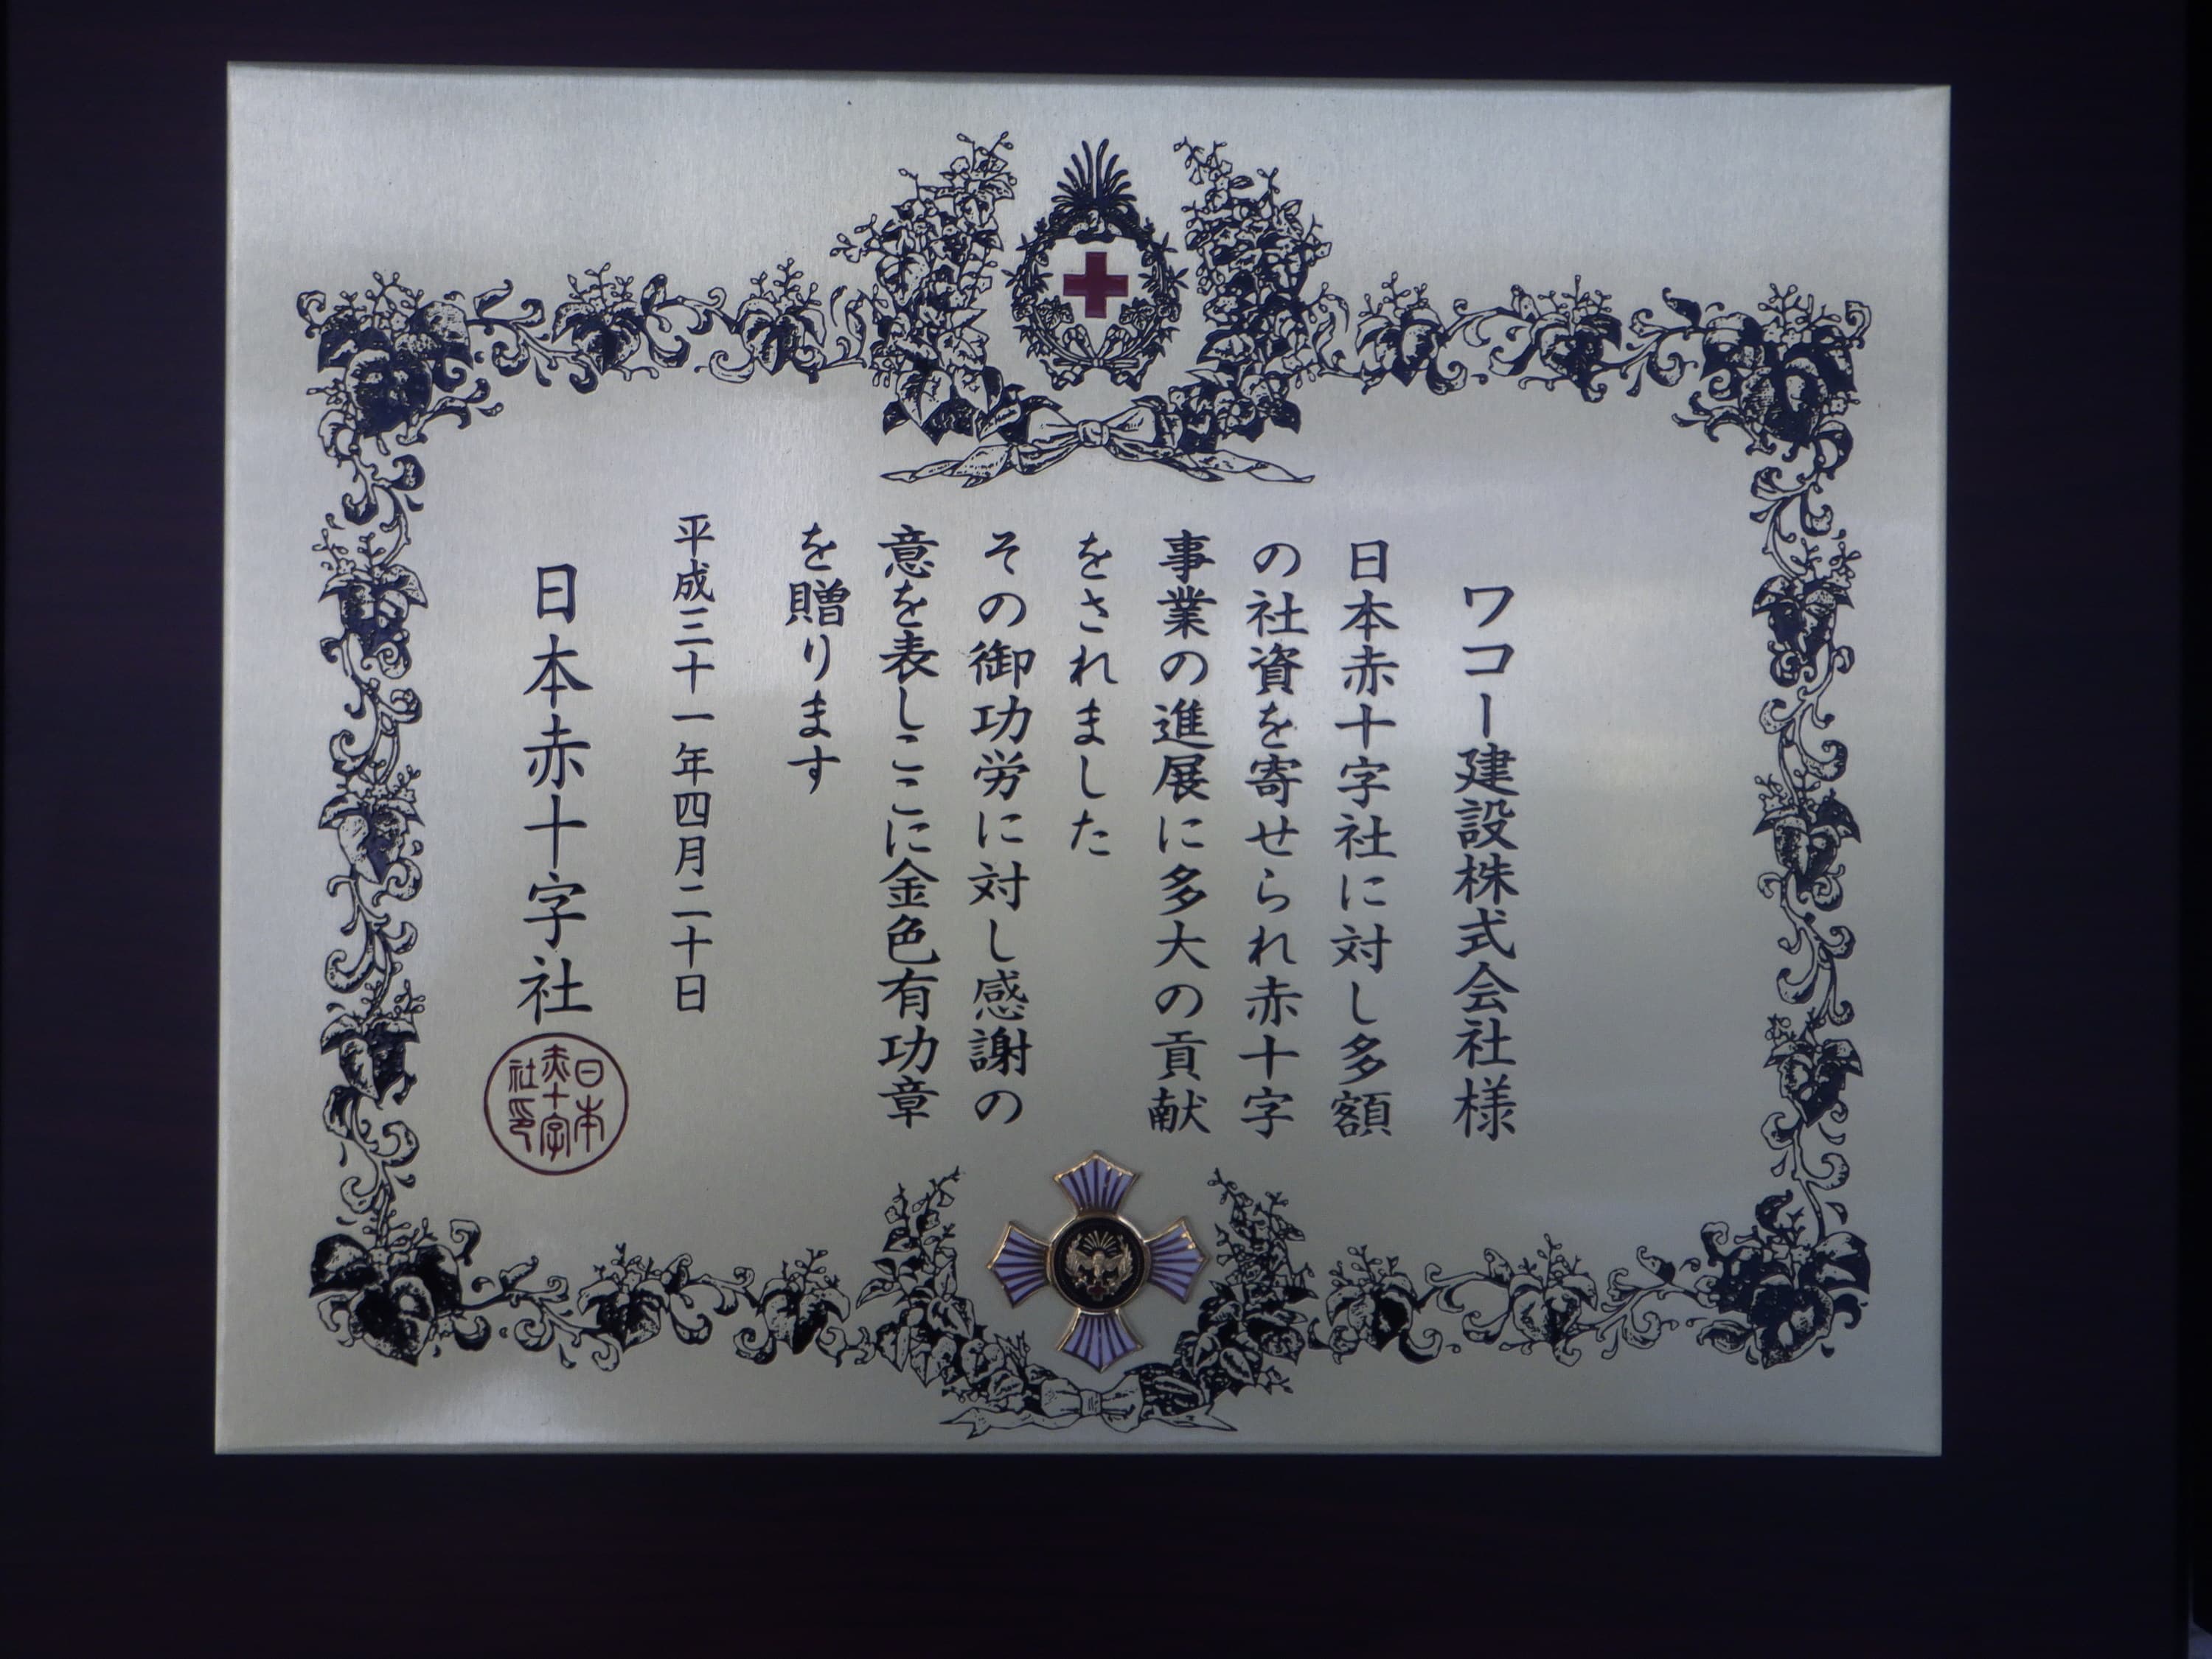 ワコー建設株式会社様
日本赤十字社に対し多額
の社資を寄せられ赤十字
事業の進展に多大の貢献
をされました
その御功労に対し感謝の
意を表しここに金色有功章
を贈ります
平成三十一年四月二十日
日本赤十字社
日本
赤十字
社印